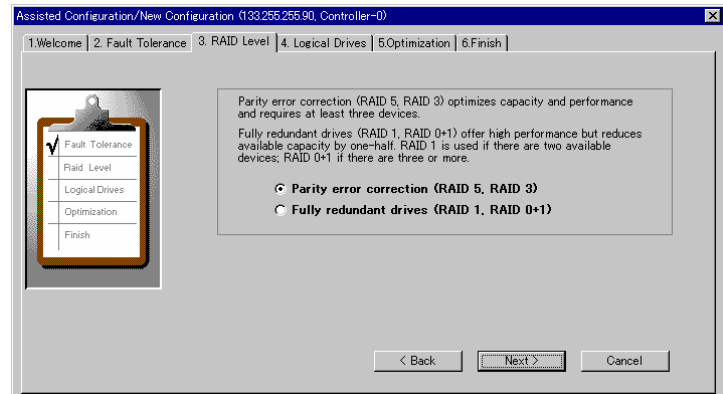 Assisted Configuration/New Configuration (133.255.255.90, Controller-0)
1.Welcome 2. Fault Tolerance 3. RAID Level 4. Logical Drives 5.Optimization 6.Finish
Fault Tolerance
Raid Level
Logical Drives
Optimization
Finish
Parity error correction (RAID 5, RAID 3) optimizes capacity and performance
and requires at least three devices.
Fully redundant drives (RAID 1, RAID 0+1) offer high performance but reduces
available capacity by one-half. RAID 1 is used if there are two available
devices; RAID 0+1 if there are three or more.
Parity error correction (RAID 5, RAID 3)
Fully redundant drives (RAID 1, RAID 0+1)
< Back Next > Cancel